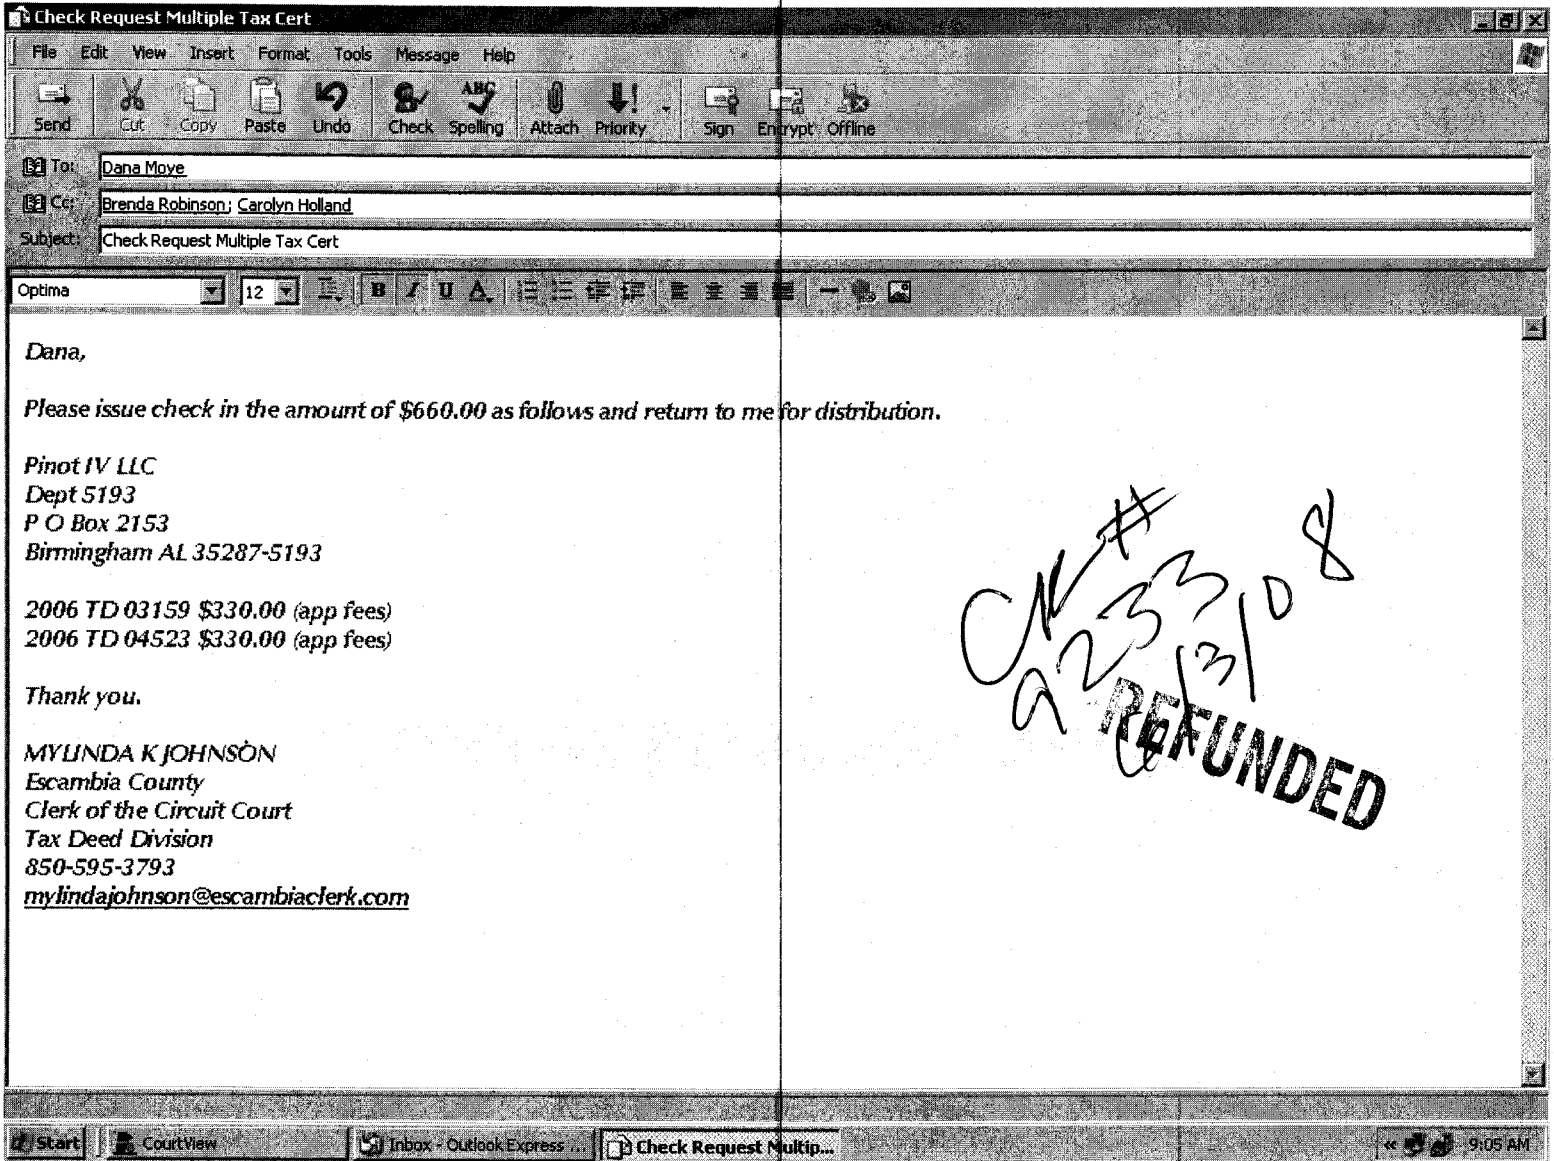 Check Request Multiple Tax Cert
File Edit View Insert Format Tools Message Help
Send Cut Copy Paste Undo Check Spelling Attach Priority Sign Encrypt Offline
To: Dana Moye
Cc: Brenda Robinson; Carolyn Holland
Subject: Check Request Multiple Tax Cert
Optima 12 B I U A
Dana,
Please issue check in the amount of $660.00 as follows and return to me for distribution.
Pinot IV LLC
Dept 5193
P O Box 2153
Birmingham AL 35287-5193
2006 TD 03159 $330.00 (app fees)
2006 TD 04523 $330.00 (app fees)
Thank you.
MYLINDA K JOHNSON
Escambia County
Clerk of the Circuit Court
Tax Deed Division
850-595-3793
mylindajohnson@escambiaclerk.com
CK#
9233
6/3/08
REFUNDED
Start CourtView Inbox - Outlook Express ... Check Request Multip... « 9:05 AM